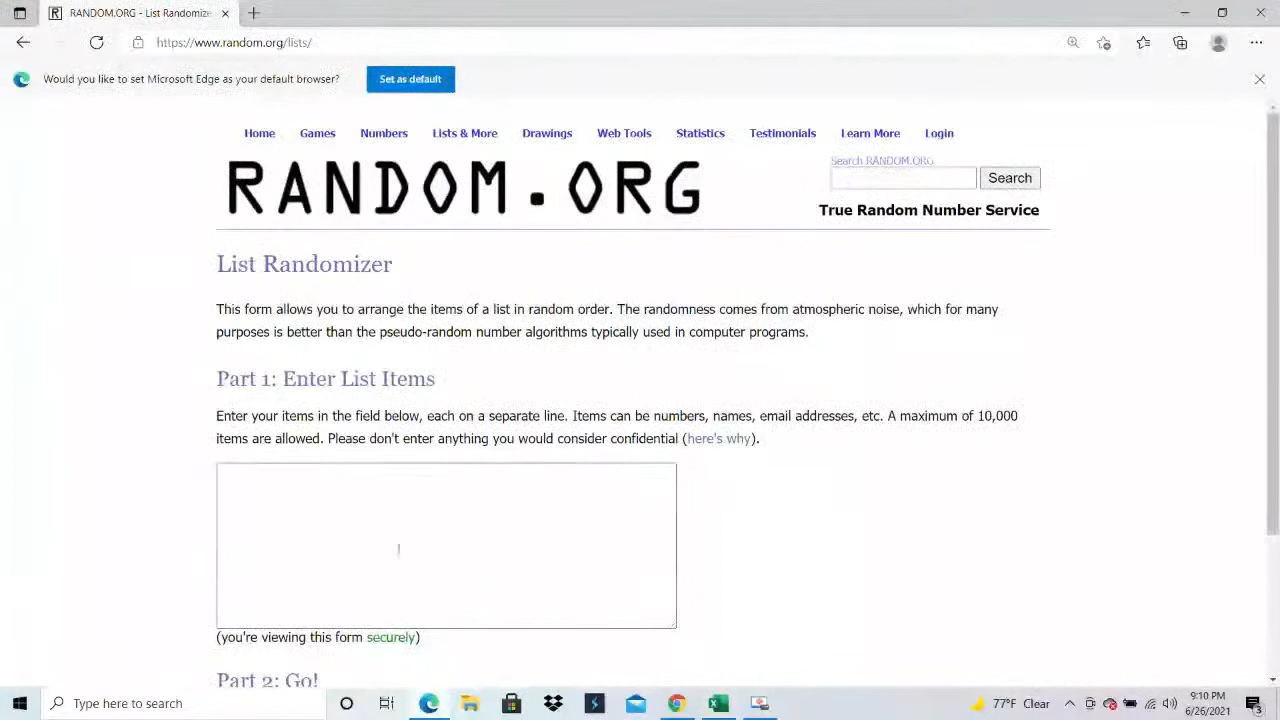 RANDOM.ORG - List Randomize
https://www.random.org/lists/
Would you like to set Microsoft Edge as your default browser?
Set as default
Home Games Numbers Lists & More Drawings Web Tools Statistics Testimonials Learn More Login
RANDOM.ORG
Search RANDOM.ORG
Search
True Random Number Service
List Randomizer
This form allows you to arrange the items of a list in random order. The randomness comes from atmospheric noise, which for many
purposes is better than the pseudo-random number algorithms typically used in computer programs.
Part 1: Enter List Items
Enter your items in the field below, each on a separate line. Items can be numbers, names, email addresses, etc. A maximum of 10,000
items are allowed. Please don't enter anything you would consider confidential (here's why).
(you're viewing this form securely)
Part 2: Go!
Type here to search
77°F Clear
9:10 PM
6/26/2021
3